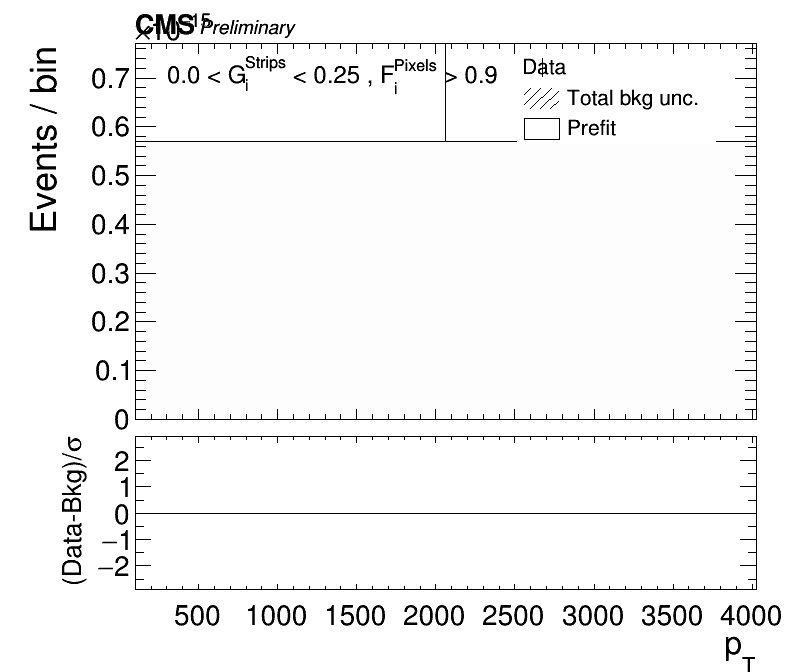 CMS Preliminary
×10^15
0.0 < G_i^Strips < 0.25 , F_i^Pixels > 0.9
Data
Total bkg unc.
Prefit
Events / bin
0.7
0.6
0.5
0.4
0.3
0.2
0.1
0
(Data-Bkg)/σ
2
1
0
−1
−2
500 1000 1500 2000 2500 3000 3500 4000
p_T